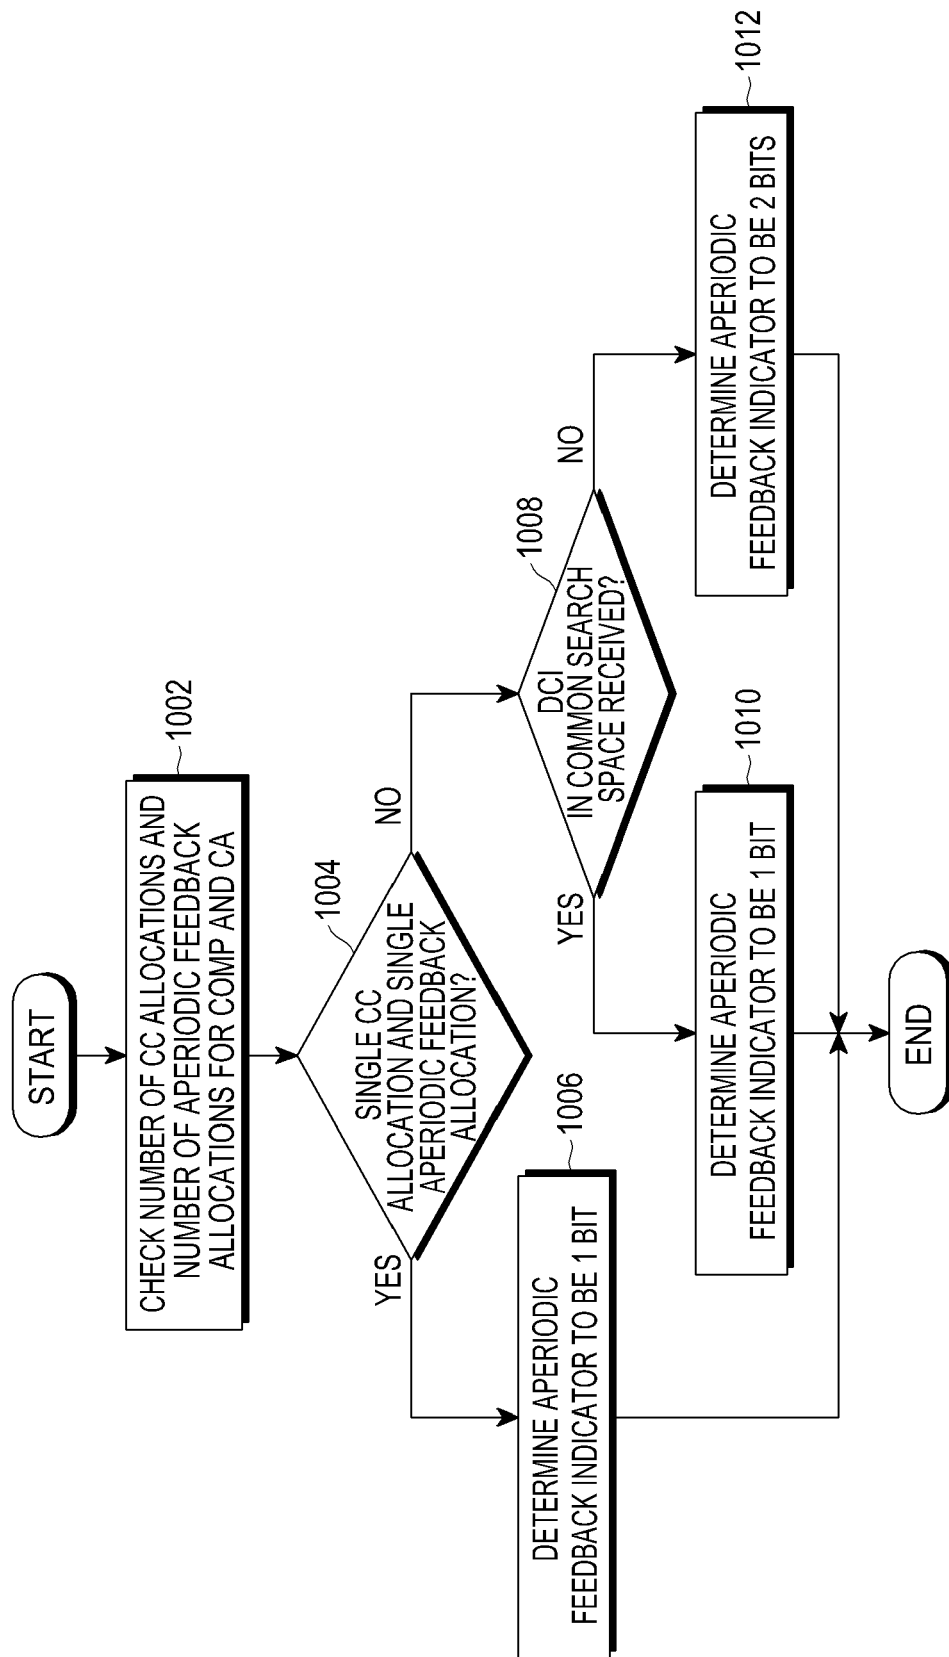 START
CHECK NUMBER OF CC ALLOCATIONS AND
NUMBER OF APERIODIC FEEDBACK
ALLOCATIONS FOR COMP AND CA
1002
SINGLE CC
ALLOCATION AND SINGLE
APERIODIC FEEDBACK
ALLOCATION?
1004
YES
NO
DETERMINE APERIODIC
FEEDBACK INDICATOR TO BE 1 BIT
1006
DCI
IN COMMON SEARCH
SPACE RECEIVED?
1008
YES
NO
DETERMINE APERIODIC
FEEDBACK INDICATOR TO BE 1 BIT
1010
DETERMINE APERIODIC
FEEDBACK INDICATOR TO BE 2 BITS
1012
END